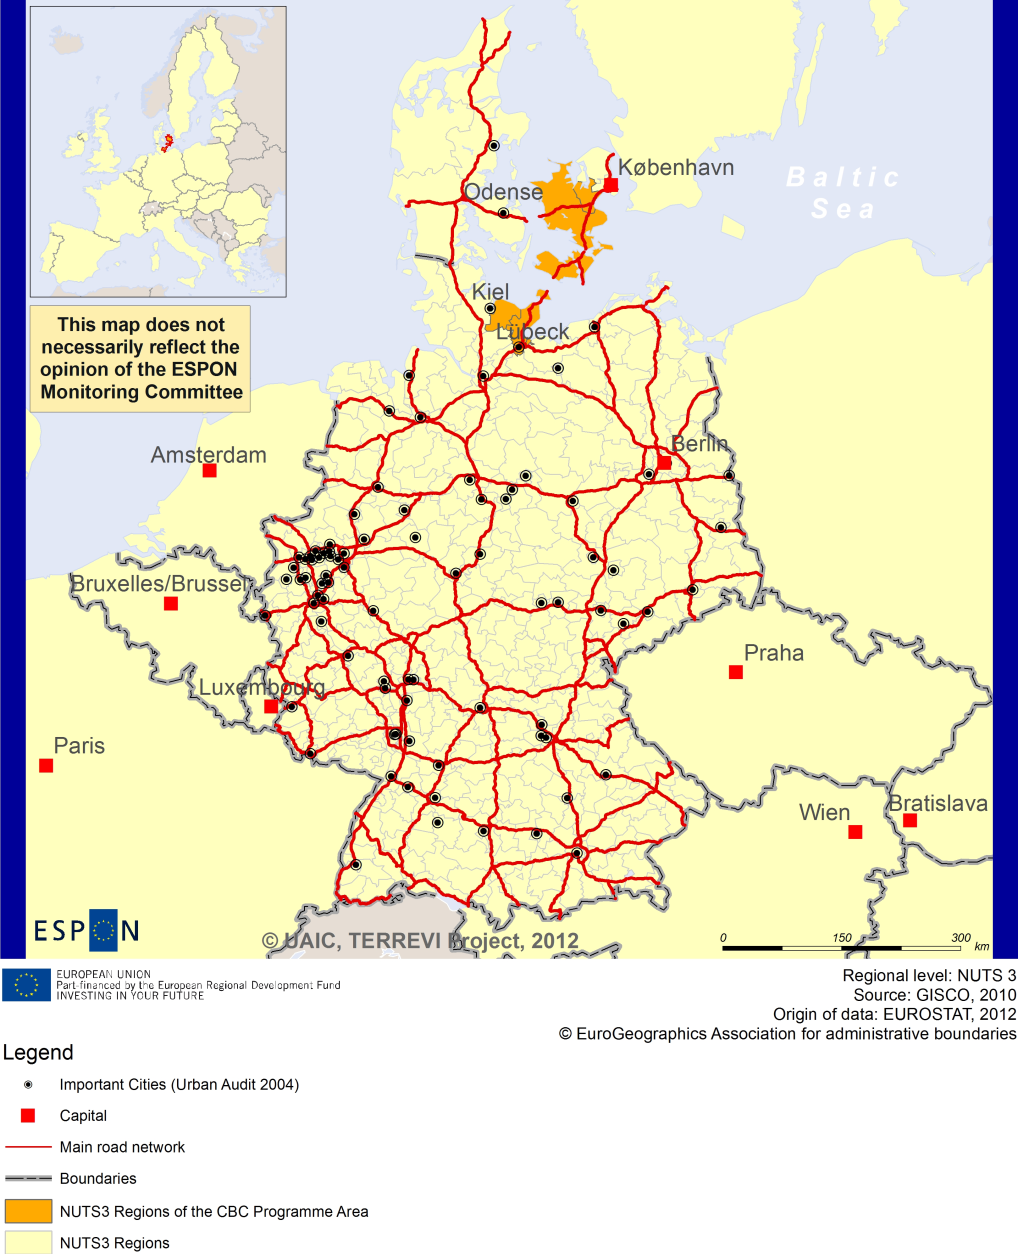 København
Baltic
Sea
Odense
Kiel
Lübeck
This map does not
necessarily reflect the
opinion of the ESPON
Monitoring Committee
Amsterdam
Berlin
Bruxelles/Brussel
Luxembourg
Praha
Paris
Wien
Bratislava
ESPON
© UAIC, TERREVI Project, 2012
0 150 300
km
EUROPEAN UNION
Part-financed by the European Regional Development Fund
INVESTING IN YOUR FUTURE
Regional level: NUTS 3
Source: GISCO, 2010
Origin of data: EUROSTAT, 2012
© EuroGeographics Association for administrative boundaries
Legend
Important Cities (Urban Audit 2004)
Capital
Main road network
Boundaries
NUTS3 Regions of the CBC Programme Area
NUTS3 Regions